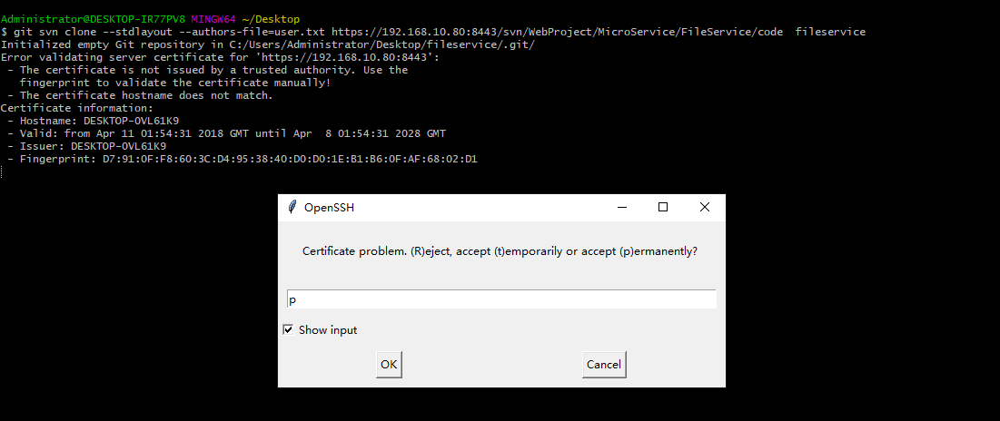 Administrator@DESKTOP-IR77PV8 MINGW64 ~/Desktop
$ git svn clone --stdlayout --authors-file=user.txt https://192.168.10.80:8443/svn/WebProject/MicroService/FileService/code  fileservice
Initialized empty Git repository in C:/Users/Administrator/Desktop/fileservice/.git/
Error validating server certificate for 'https://192.168.10.80:8443':
 - The certificate is not issued by a trusted authority. Use the
   fingerprint to validate the certificate manually!
 - The certificate hostname does not match.
Certificate information:
 - Hostname: DESKTOP-OVL61K9
 - Valid: from Apr 11 01:54:31 2018 GMT until Apr  8 01:54:31 2028 GMT
 - Issuer: DESKTOP-OVL61K9
 - Fingerprint: D7:91:0F:F8:60:3C:D4:95:38:40:D0:D0:1E:B1:B6:0F:AF:68:02:D1
OpenSSH
Certificate problem. (R)eject, accept (t)emporarily or accept (p)ermanently?
p
Show input
OK Cancel